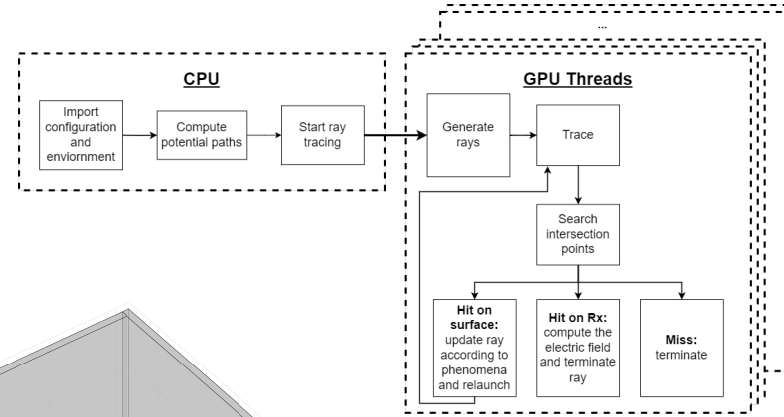 ...
CPU
GPU Threads
Import
configuration
and
enviornment
Compute
potential paths
Start ray
tracing
Generate
rays
Trace
Search
intersection
points
Hit on
surface:
update ray
according to
phenomena
and relaunch
Hit on Rx:
compute the
electric field
and terminate
ray
Miss:
terminate